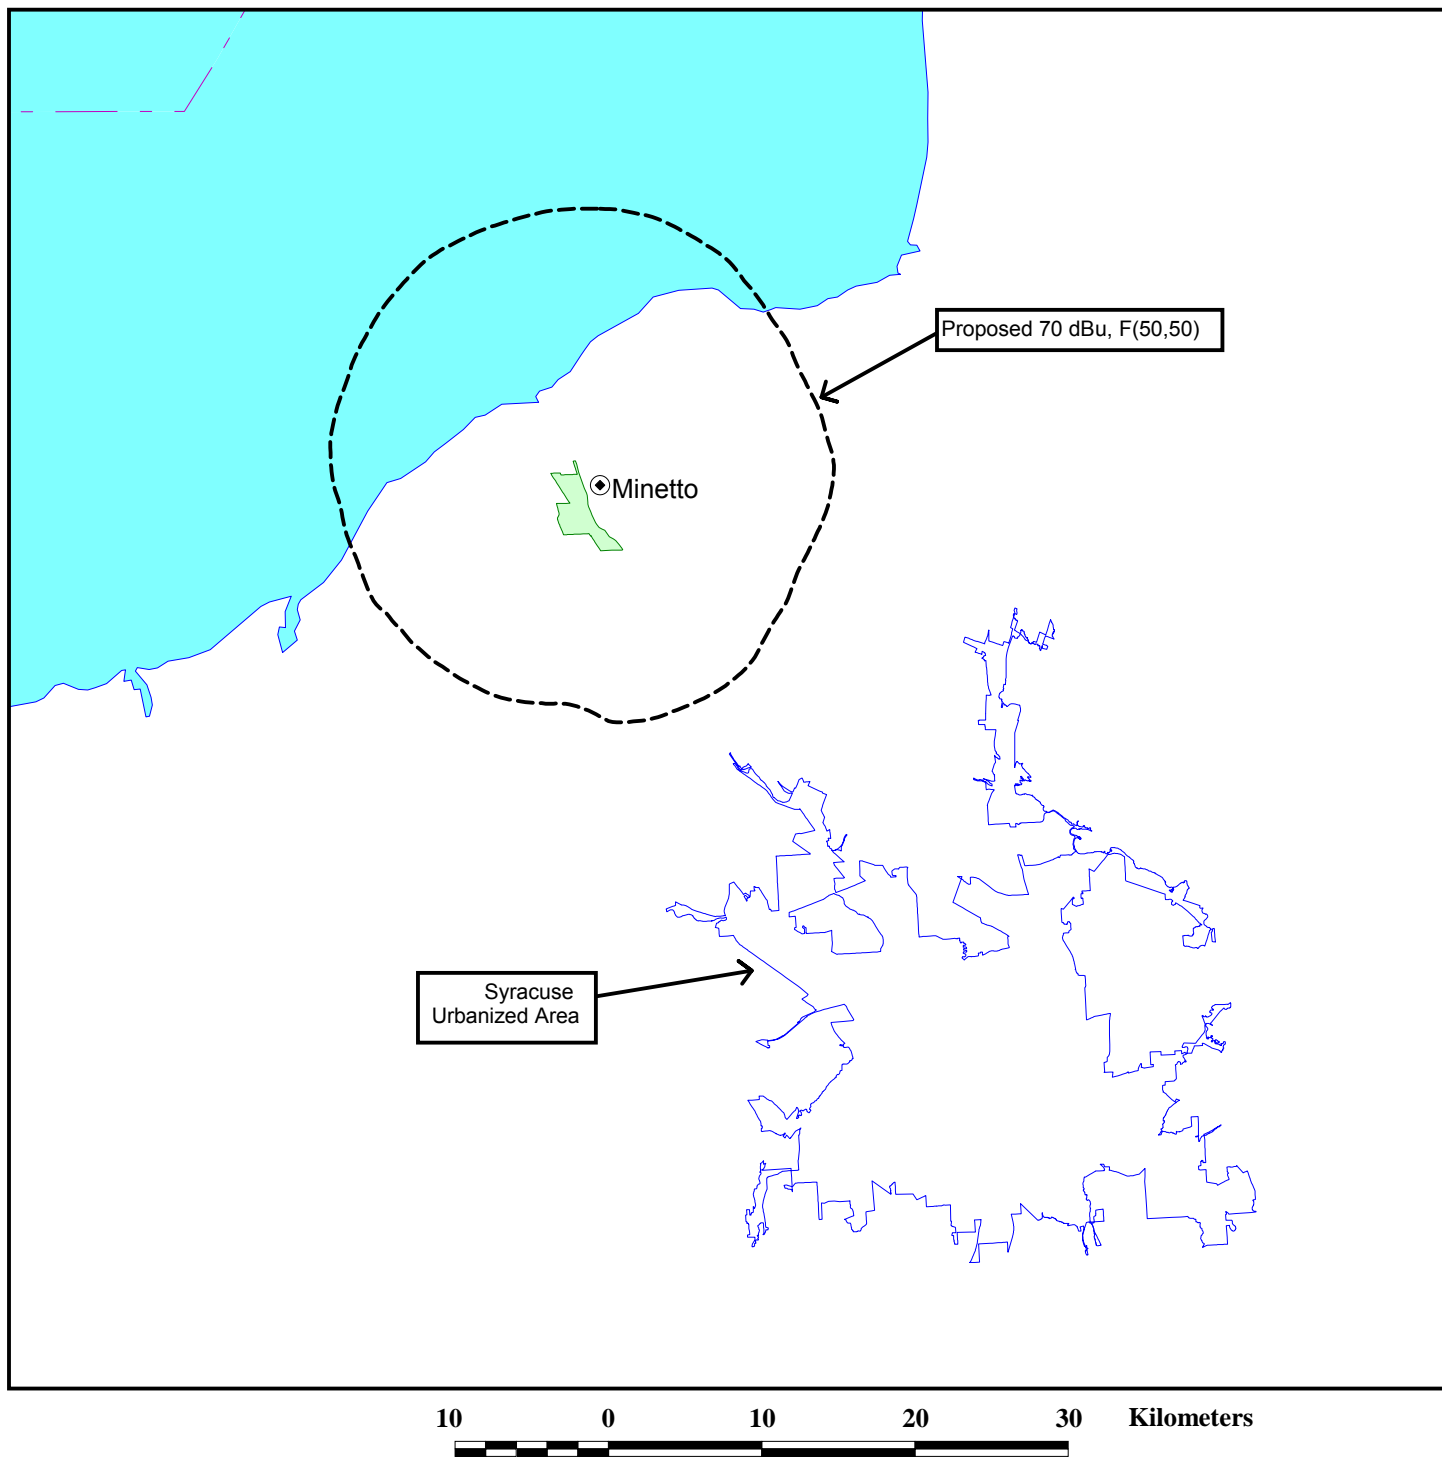 Proposed 70 dBu, F(50,50)
Minetto
Syracuse
Urbanized Area
10 0 10 20 30 Kilometers